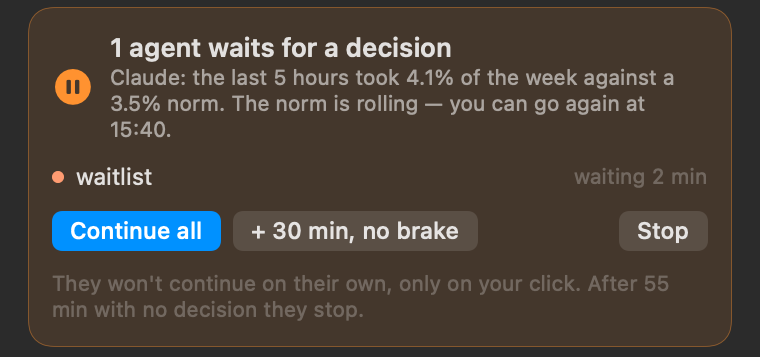 1 agent waits for a decision
Claude: the last 5 hours took 4.1% of the week against a
3.5% norm. The norm is rolling — you can go again at
15:40.
waitlist
waiting 2 min
Continue all
+ 30 min, no brake
Stop
They won't continue on their own, only on your click. After 55
min with no decision they stop.